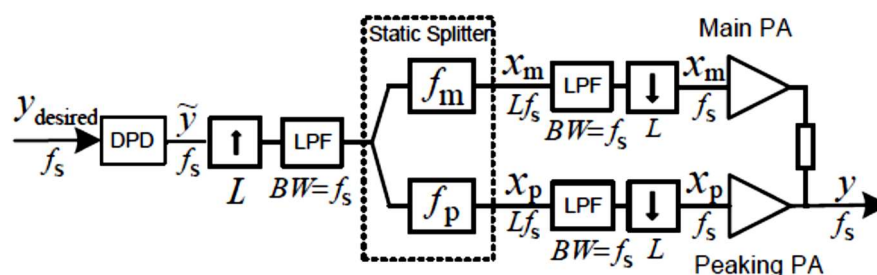 Static Splitter
Main PA
y_desired
f_s
DPD
ỹ
f_s
↑
L
LPF
BW=f_s
f_m
x_m
Lf_s
LPF
BW=f_s
↓
L
x_m
f_s
f_p
x_p
Lf_s
LPF
BW=f_s
↓
L
x_p
f_s
y
f_s
Peaking PA